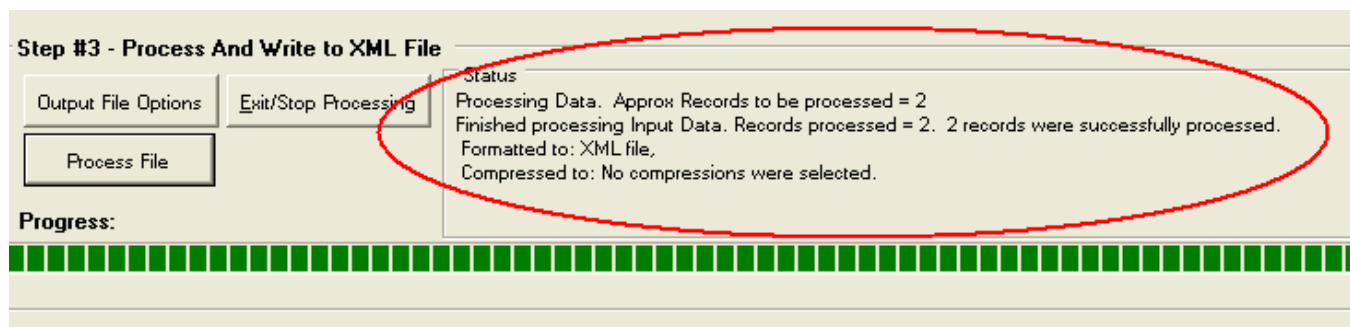 Step #3 - Process And Write to XML File
Output File Options
Exit/Stop Processing
Process File
Status
Processing Data. Approx Records to be processed = 2
Finished processing Input Data. Records processed = 2. 2 records were successfully processed.
Formatted to: XML file,
Compressed to: No compressions were selected.
Progress: